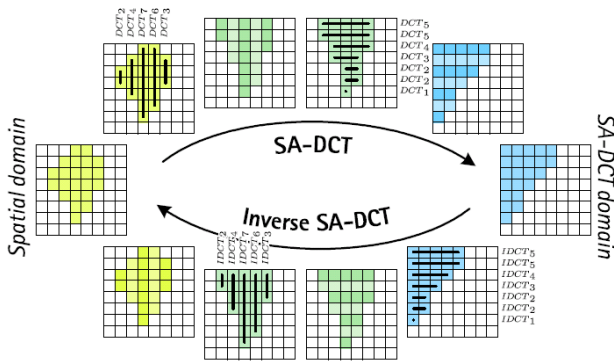 DCT₂
DCT₄
DCT₇
DCT₆
DCT₃
DCT₅
DCT₅
DCT₄
DCT₃
DCT₂
DCT₂
DCT₁
SA-DCT
Spatial domain
SA-DCT domain
Inverse SA-DCT
IDCT₂
IDCT₄
IDCT₇
IDCT₆
IDCT₃
IDCT₅
IDCT₅
IDCT₄
IDCT₃
IDCT₂
IDCT₂
IDCT₁